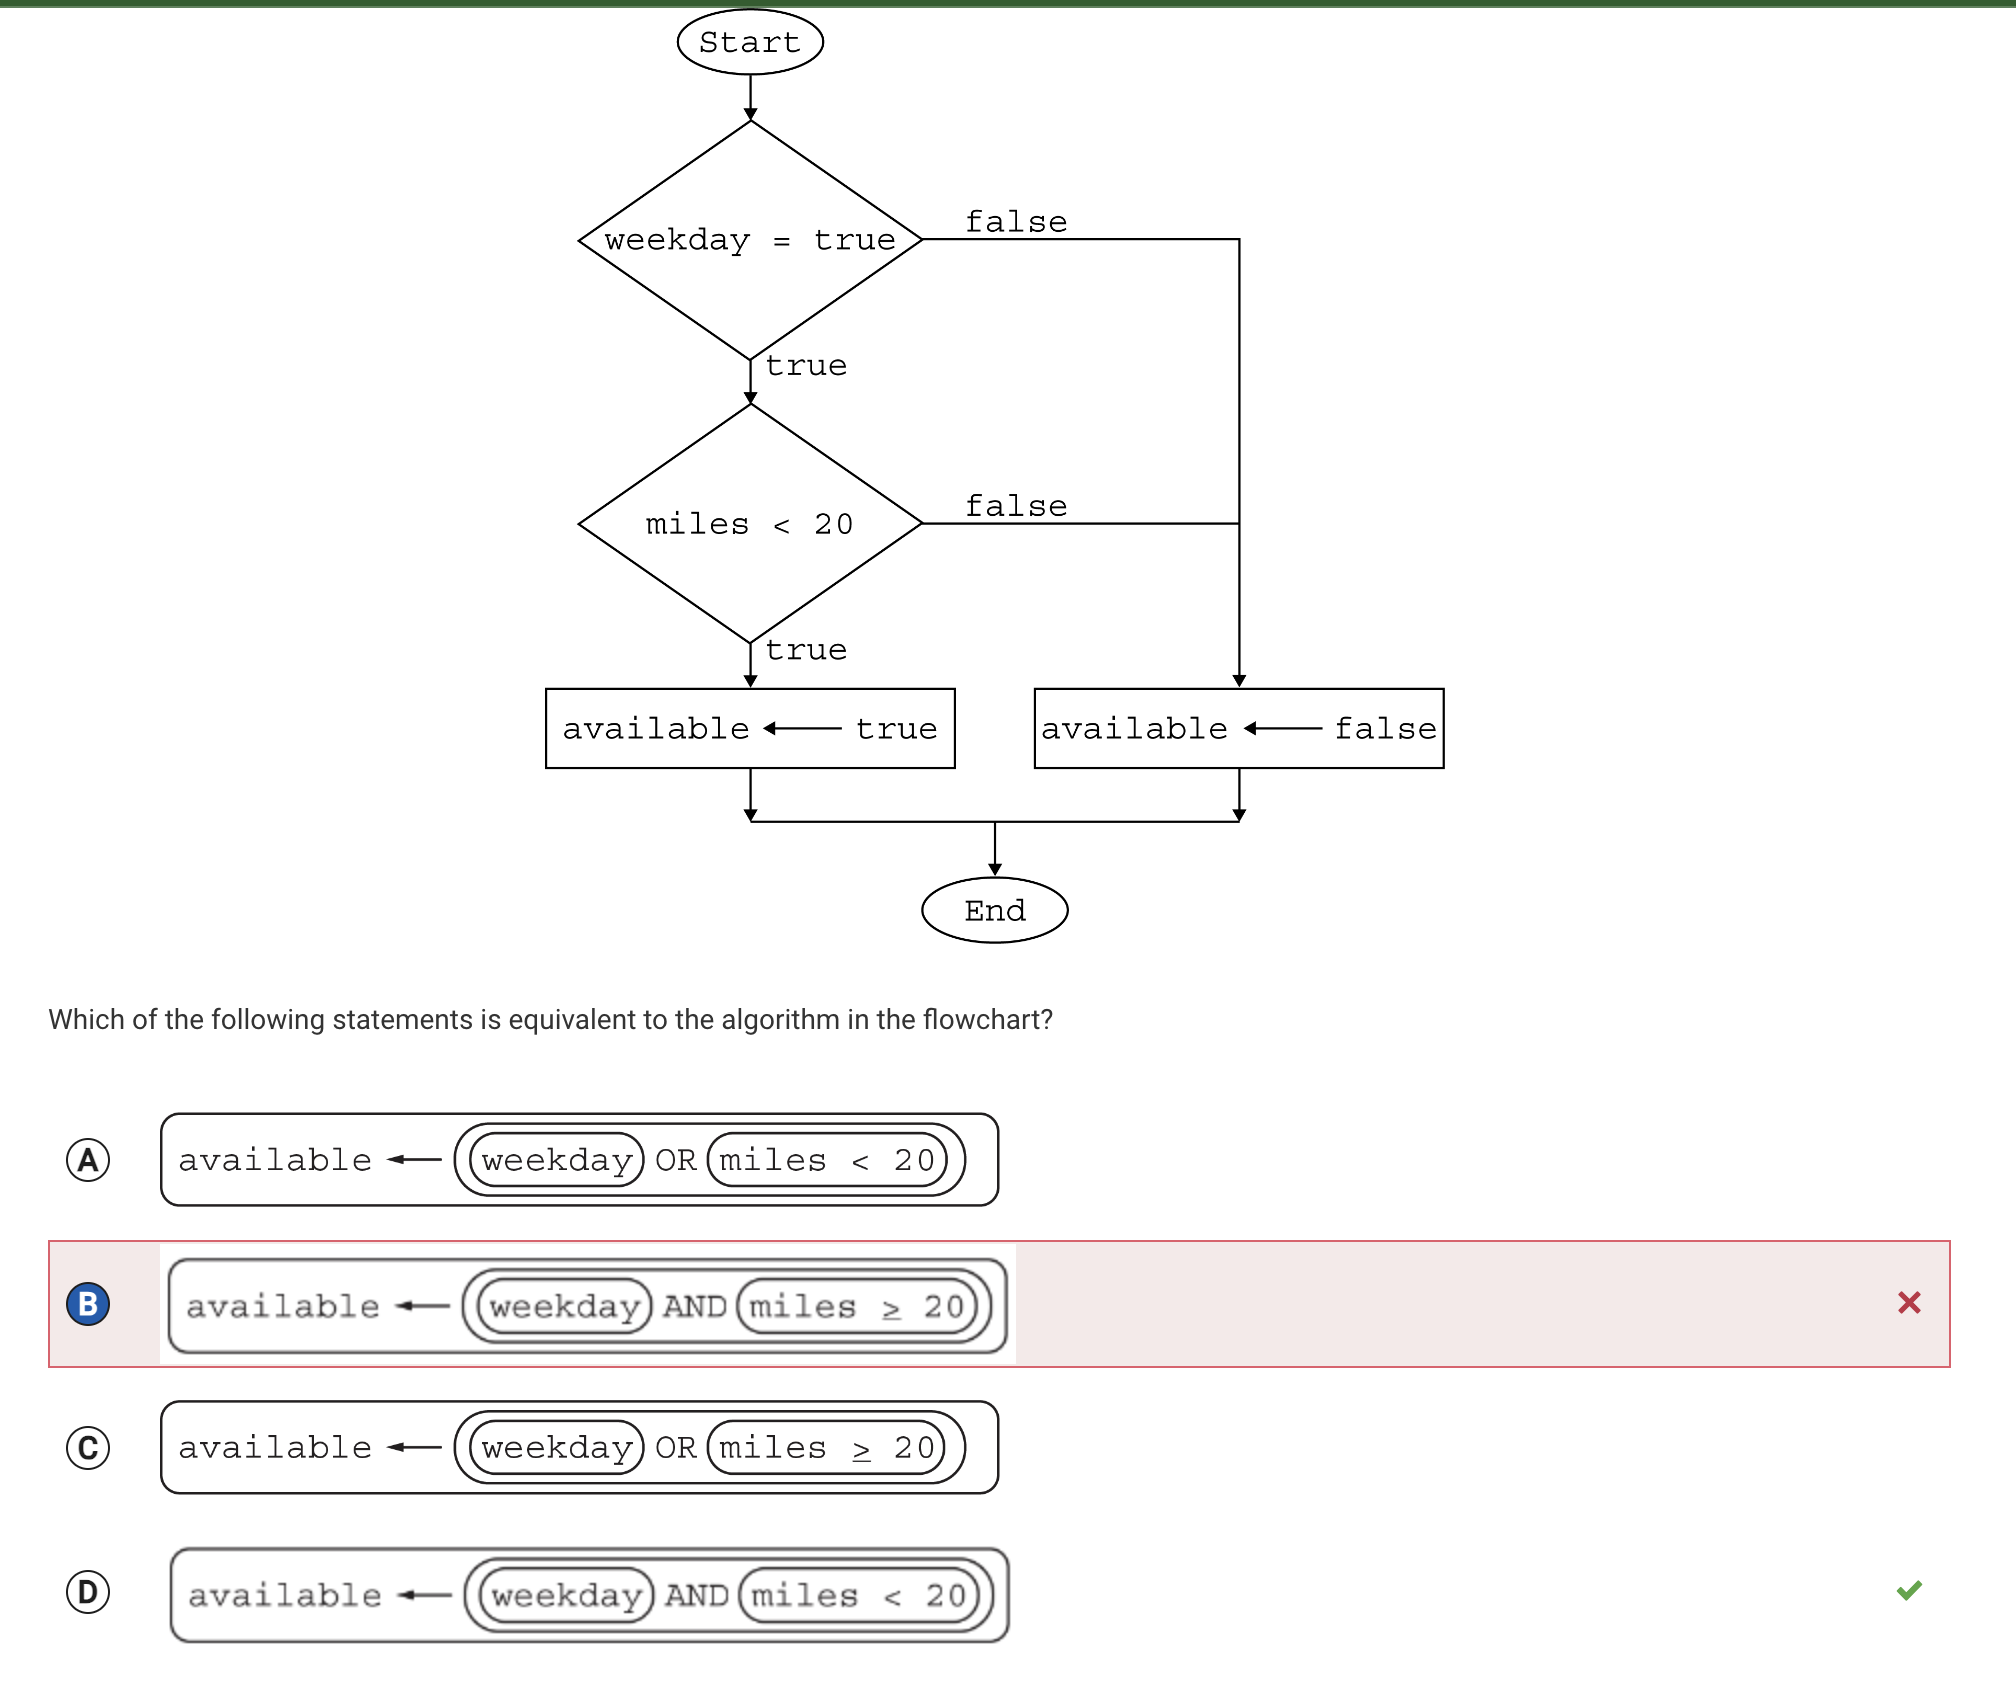 Start
weekday = true
false
true
miles < 20
false
true
available ← true
available ← false
End
Which of the following statements is equivalent to the algorithm in the flowchart?
A available ← weekday OR miles < 20
B available ← weekday AND miles ≥ 20
C available ← weekday OR miles ≥ 20
D available ← weekday AND miles < 20